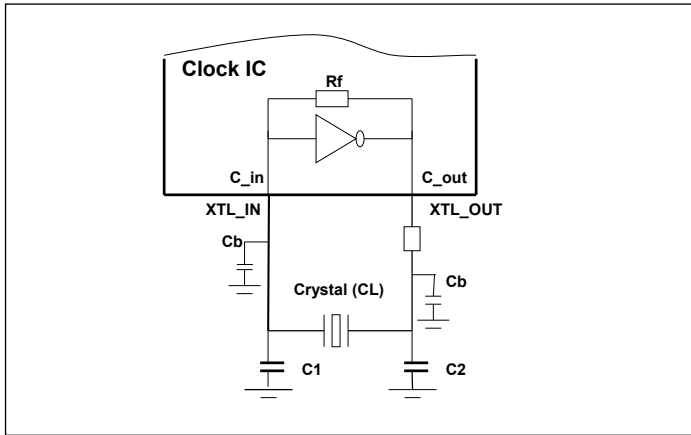 Clock IC
Rf
C_in
C_out
XTL_IN
XTL_OUT
Cb
Crystal (CL)
Cb
C1
C2